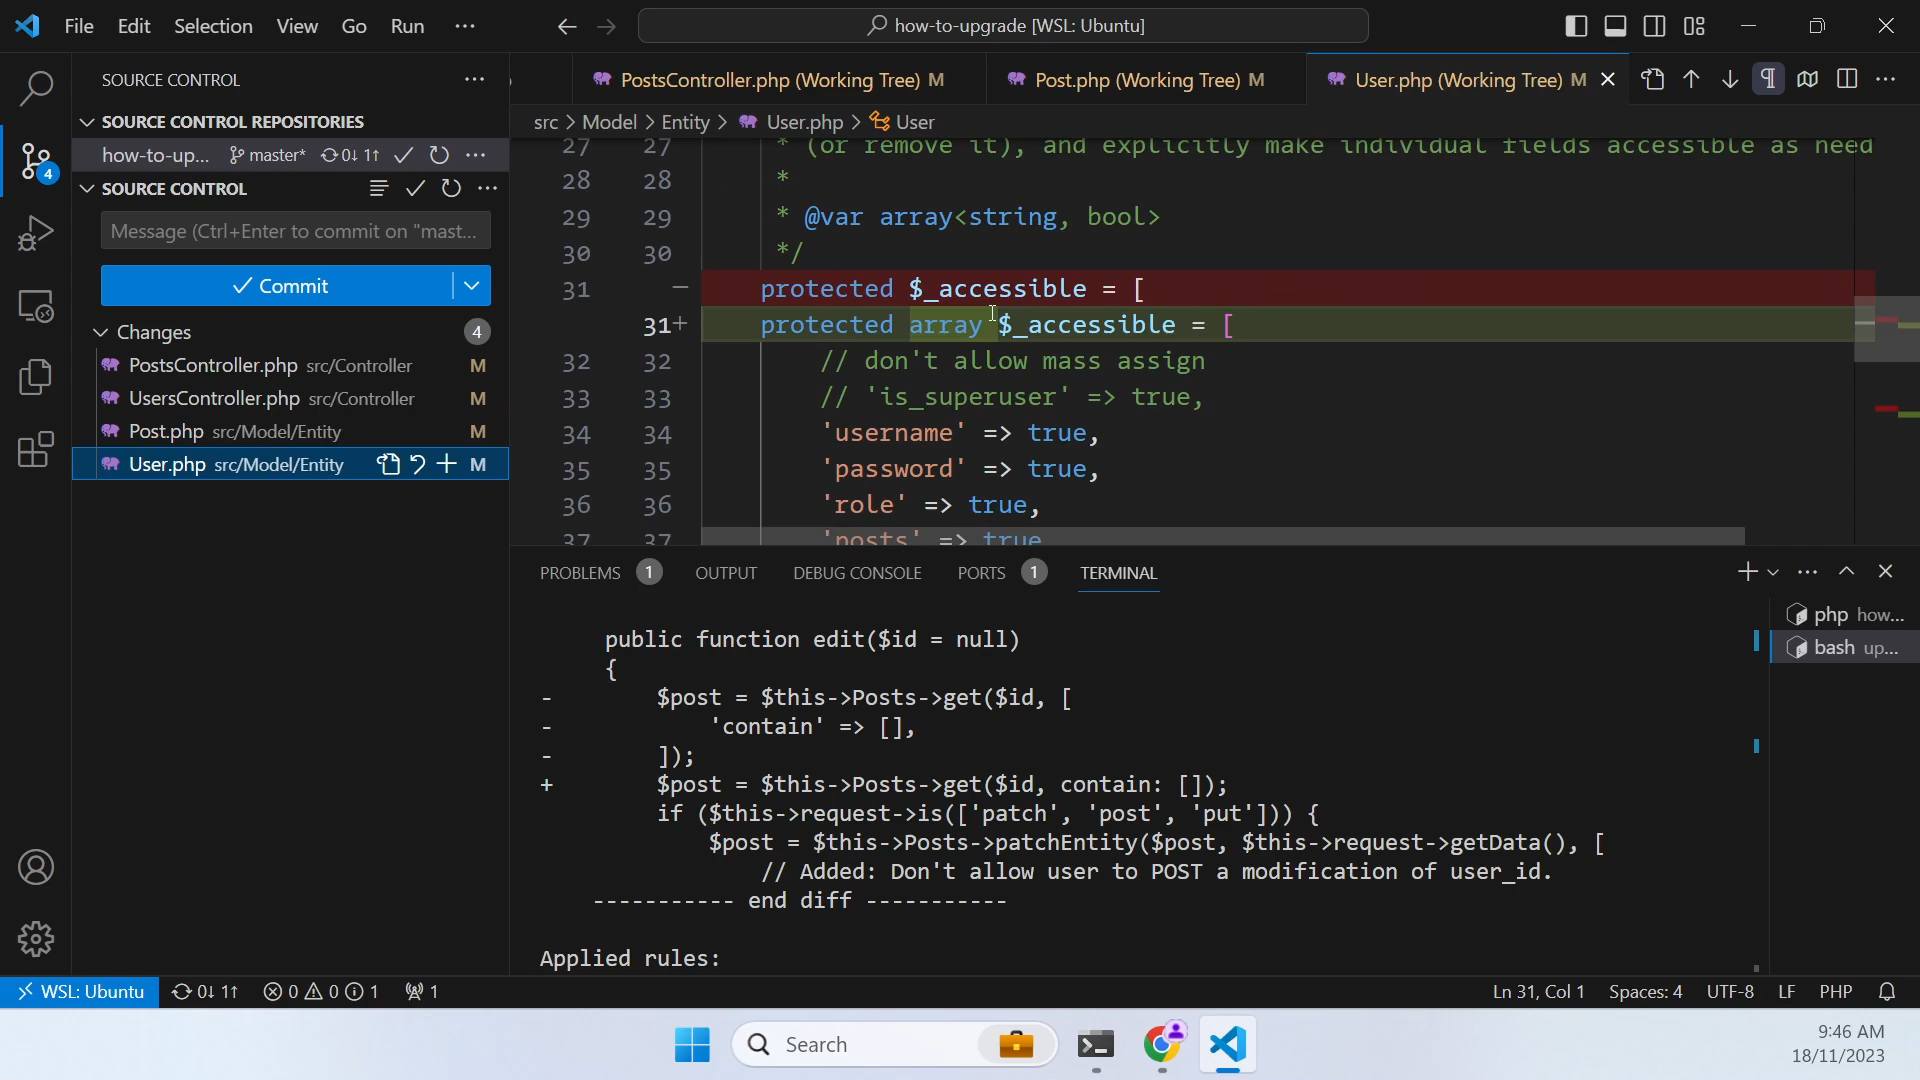 File Edit Selection View Go Run ···
how-to-upgrade [WSL: Ubuntu]
SOURCE CONTROL ···
SOURCE CONTROL REPOSITORIES
how-to-up... master* 0↓ 1↑ ···
SOURCE CONTROL ···
Message (Ctrl+Enter to commit on "mast...
Commit
Changes 4
PostsController.php src/Controller M
UsersController.php src/Controller M
Post.php src/Model/Entity M
User.php src/Model/Entity M
4
PostsController.php (Working Tree) M
Post.php (Working Tree) M
User.php (Working Tree) M
src > Model > Entity > User.php > User
27 27 * (or remove it), and explicitly make individual fields accessible as need
28 28 *
29 29 * @var array<string, bool>
30 30 */
31 − protected $_accessible = [
31+ protected array $_accessible = [
32 32 // don't allow mass assign
33 33 // 'is_superuser' => true,
34 34 'username' => true,
35 35 'password' => true,
36 36 'role' => true,
37 37 'posts' => true
PROBLEMS 1 OUTPUT DEBUG CONSOLE PORTS 1 TERMINAL
php how...
bash up...
public function edit($id = null)
{
- $post = $this->Posts->get($id, [
- 'contain' => [],
- ]);
+ $post = $this->Posts->get($id, contain: []);
if ($this->request->is(['patch', 'post', 'put'])) {
$post = $this->Posts->patchEntity($post, $this->request->getData(), [
// Added: Don't allow user to POST a modification of user_id.
----------- end diff -----------
Applied rules:
WSL: Ubuntu 0↓ 1↑ 0 0 1 1
Ln 31, Col 1 Spaces: 4 UTF-8 LF PHP
Search
9:46 AM
18/11/2023